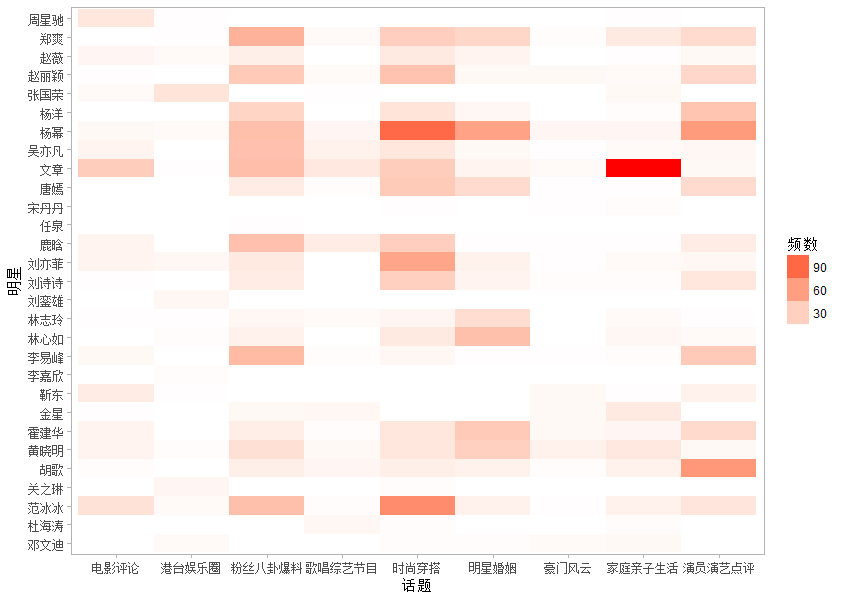 周星驰
郑爽
赵薇
赵丽颖
张国荣
杨洋
杨幂
吴亦凡
文章
唐嫣
宋丹丹
任泉
鹿晗
刘亦菲
刘诗诗
刘銮雄
林志玲
林心如
李易峰
李嘉欣
靳东
金星
霍建华
黄晓明
胡歌
关之琳
范冰冰
杜海涛
邓文迪
明星
电影评论 港台娱乐圈 粉丝八卦爆料 歌唱综艺节目 时尚穿搭 明星婚姻 豪门风云 家庭亲子生活 演员演艺点评
话题
频数
90
60
30